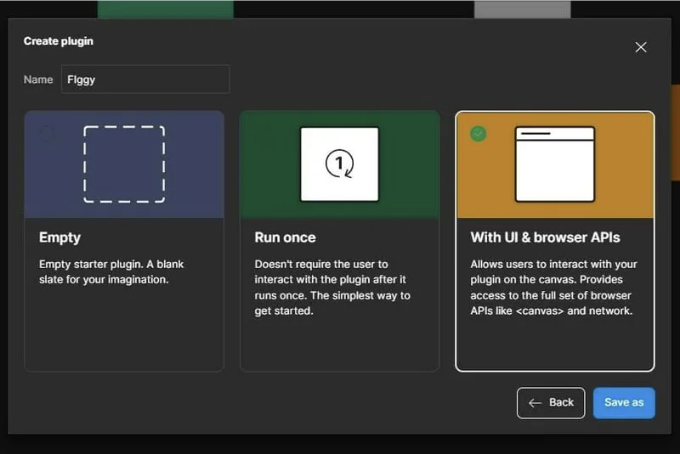 Create plugin
Name
FIggy
1
Empty
Empty starter plugin. A blank
slate for your imagination.
Run once
Doesn't require the user to
interact with the plugin after it
runs once. The simplest way to
get started.
With UI & browser APIs
Allows users to interact with your
plugin on the canvas. Provides
access to the full set of browser
APIs like <canvas> and network.
Back
Save as